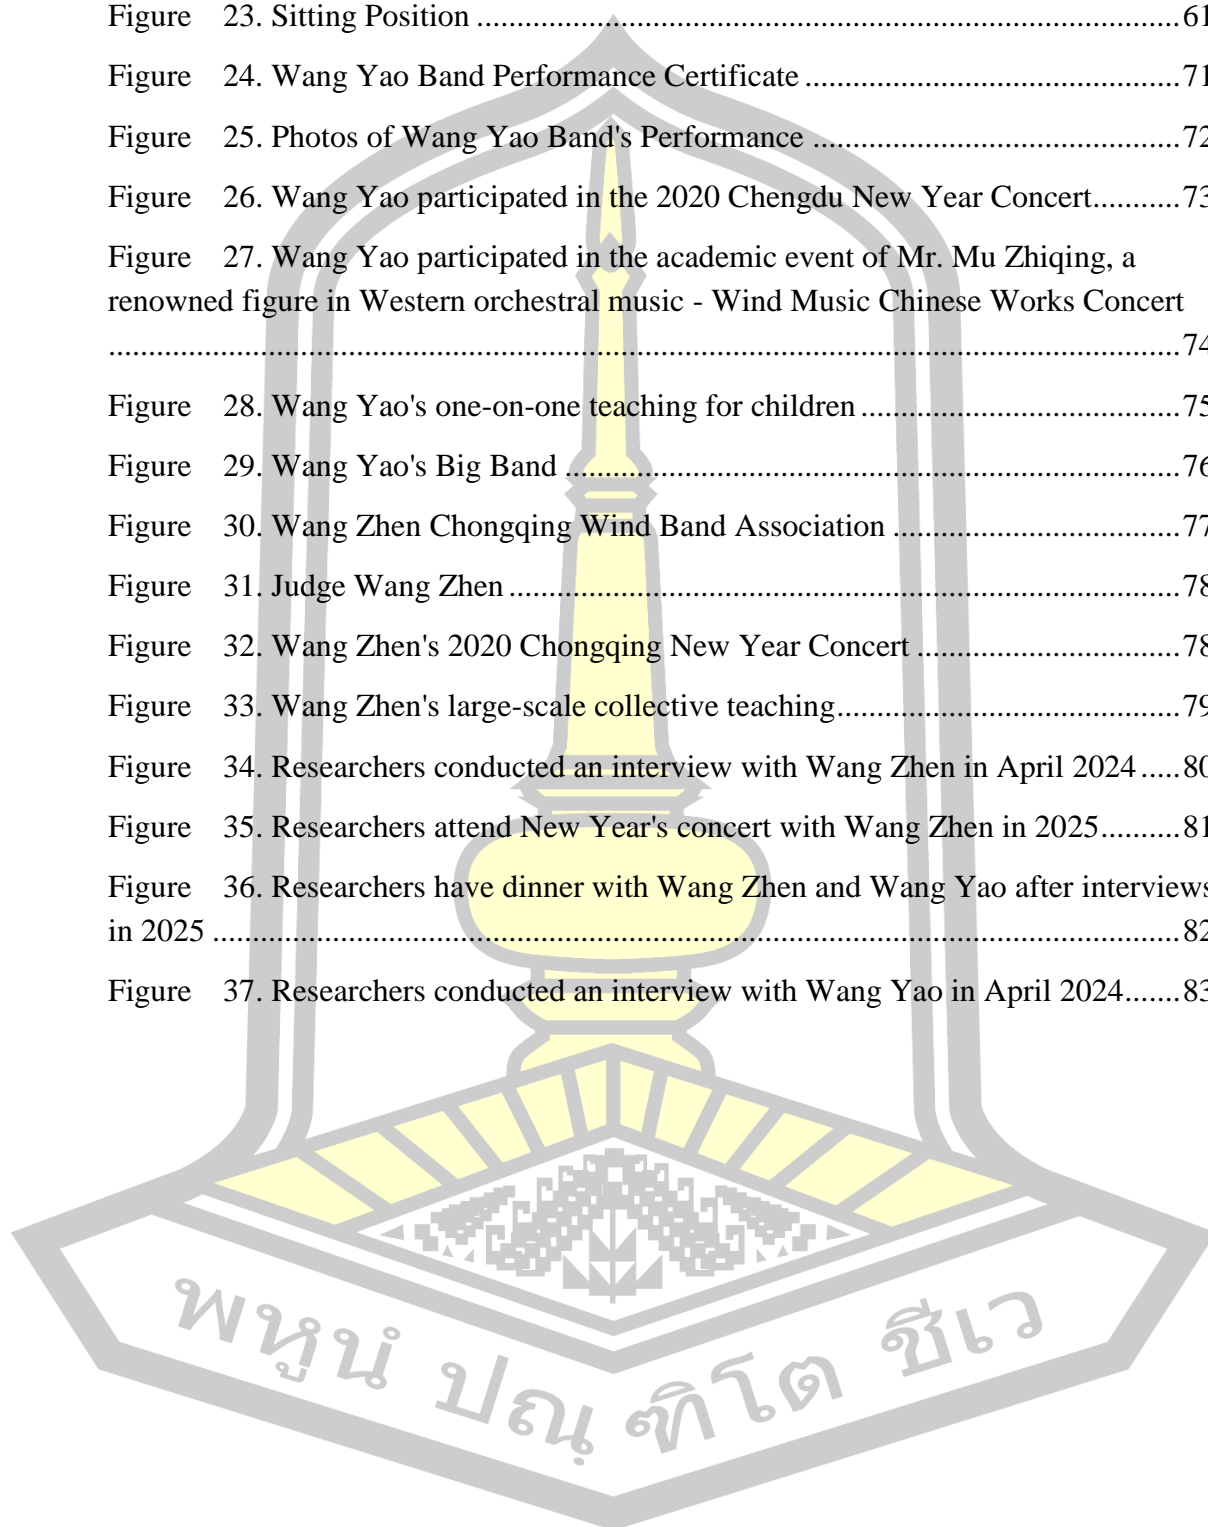 Figure 23. Sitting Position ........................................................................................61
Figure 24. Wang Yao Band Performance Certificate ...............................................71
Figure 25. Photos of Wang Yao Band's Performance ..............................................72
Figure 26. Wang Yao participated in the 2020 Chengdu New Year Concert...........73
Figure 27. Wang Yao participated in the academic event of Mr. Mu Zhiqing, a
renowned figure in Western orchestral music - Wind Music Chinese Works Concert
......................................................................................................................................74
Figure 28. Wang Yao's one-on-one teaching for children ........................................75
Figure 29. Wang Yao's Big Band .............................................................................76
Figure 30. Wang Zhen Chongqing Wind Band Association ....................................77
Figure 31. Judge Wang Zhen ....................................................................................78
Figure 32. Wang Zhen's 2020 Chongqing New Year Concert .................................78
Figure 33. Wang Zhen's large-scale collective teaching...........................................79
Figure 34. Researchers conducted an interview with Wang Zhen in April 2024 .....80
Figure 35. Researchers attend New Year's concert with Wang Zhen in 2025..........81
Figure 36. Researchers have dinner with Wang Zhen and Wang Yao after interviews
in 2025 .........................................................................................................................82
Figure 37. Researchers conducted an interview with Wang Yao in April 2024.......83
พหูนํ ปณฺฑิโต ชีเว